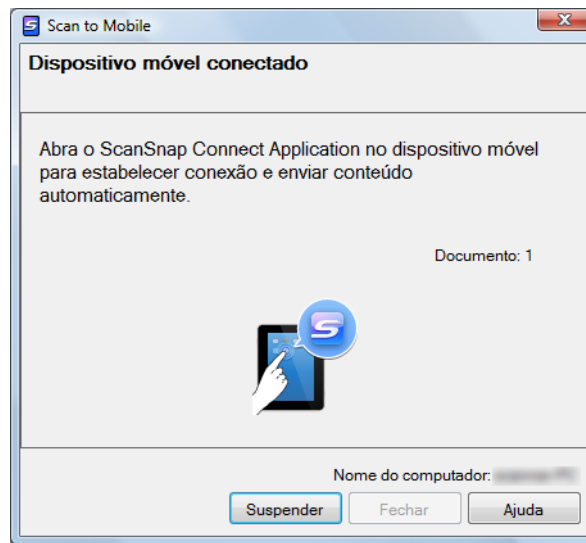 Scan to Mobile
Dispositivo móvel conectado
Abra o ScanSnap Connect Application no dispositivo móvel
para estabelecer conexão e enviar conteúdo
automaticamente.
Documento: 1
Nome do computador:
Suspender Fechar Ajuda